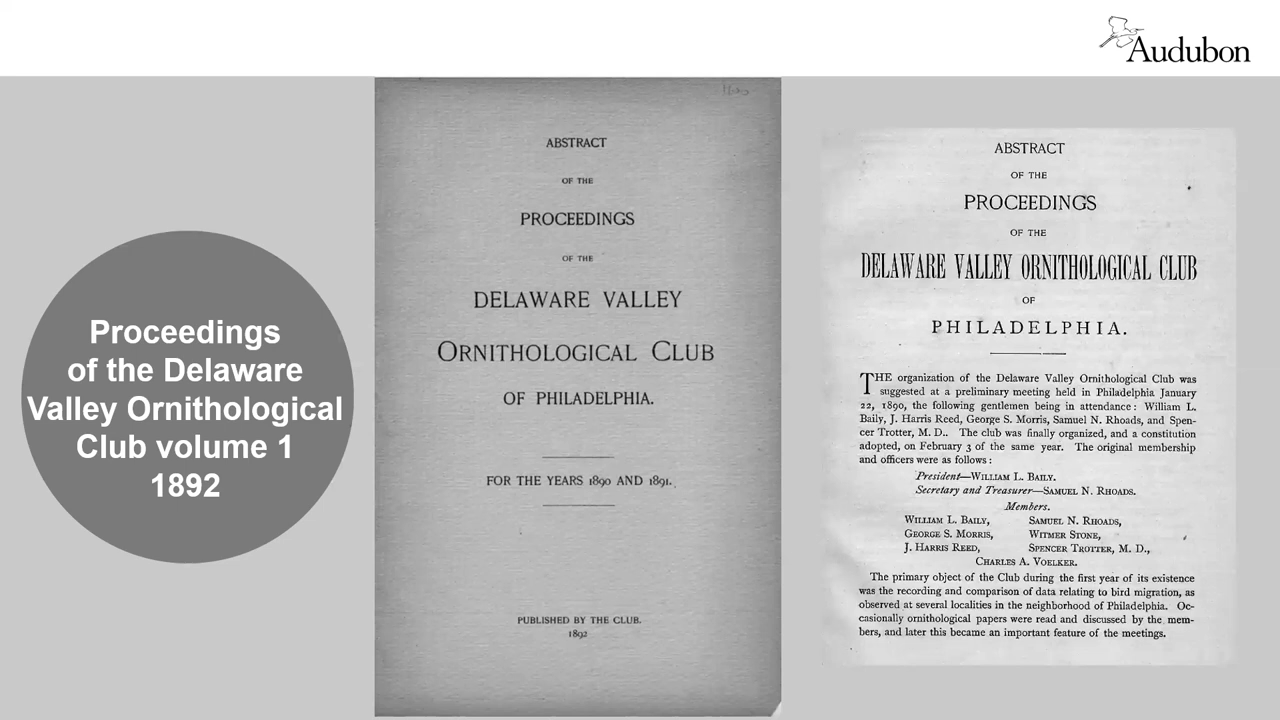 Audubon
Proceedings
of the Delaware
Valley Ornithological
Club volume 1
1892
ABSTRACT
OF THE
PROCEEDINGS
OF THE
DELAWARE VALLEY
ORNITHOLOGICAL CLUB
OF PHILADELPHIA.
FOR THE YEARS 1890 AND 1891.
PUBLISHED BY THE CLUB.
1892
ABSTRACT
OF THE
PROCEEDINGS
OF THE
DELAWARE VALLEY ORNITHOLOGICAL CLUB
OF
PHILADELPHIA.
THE organization of the Delaware Valley Ornithological Club was
suggested at a preliminary meeting held in Philadelphia January
22, 1890, the following gentlemen being in attendance: William L.
Baily, J. Harris Reed, George S. Morris, Samuel N. Rhoads, and Spen-
cer Trotter, M. D.. The club was finally organized, and a constitution
adopted, on February 3 of the same year. The original membership
and officers were as follows:
President—WILLIAM L. BAILY.
Secretary and Treasurer—SAMUEL N. RHOADS.
Members.
WILLIAM L. BAILY, SAMUEL N. RHOADS,
GEORGE S. MORRIS, WITMER STONE,
J. HARRIS REED, SPENCER TROTTER, M. D.,
CHARLES A. VOELKER.
The primary object of the Club during the first year of its existence
was the recording and comparison of data relating to bird migration, as
observed at several localities in the neighborhood of Philadelphia. Oc-
casionally ornithological papers were read and discussed by the mem-
bers, and later this became an important feature of the meetings.